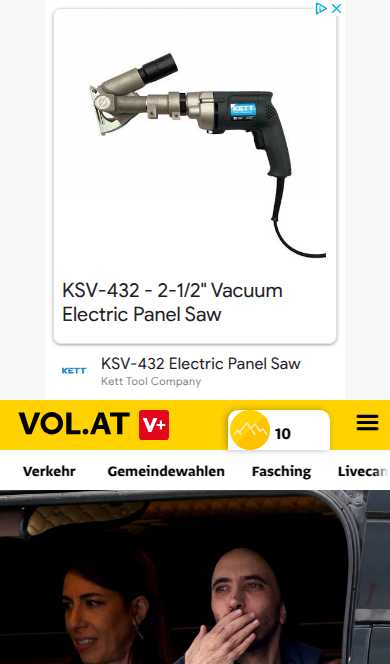 KETT
KSV-432 - 2-1/2" Vacuum
Electric Panel Saw
KETT
KSV-432 Electric Panel Saw
Kett Tool Company
VOL.AT V+
10
Verkehr Gemeindewahlen Fasching Livecan